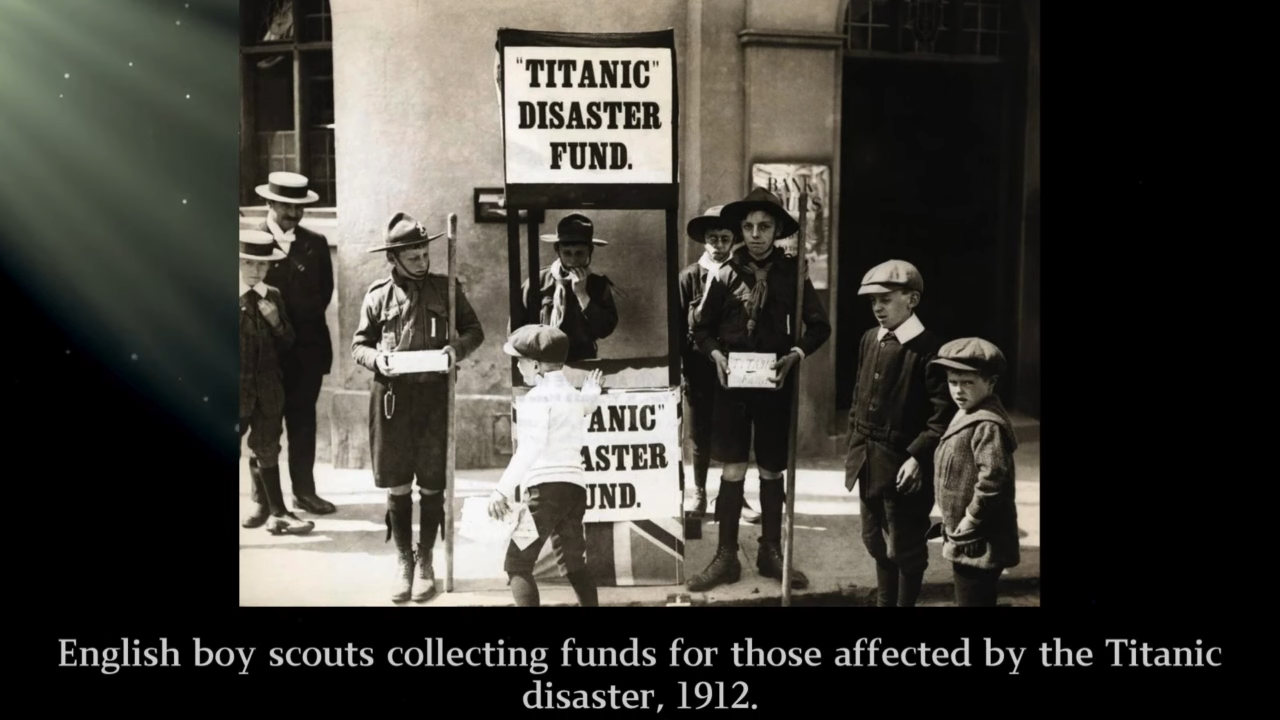 "TITANIC"
DISASTER
FUND.
BANK
ANIC"
ASTER
UND.
English boy scouts collecting funds for those affected by the Titanic
disaster, 1912.